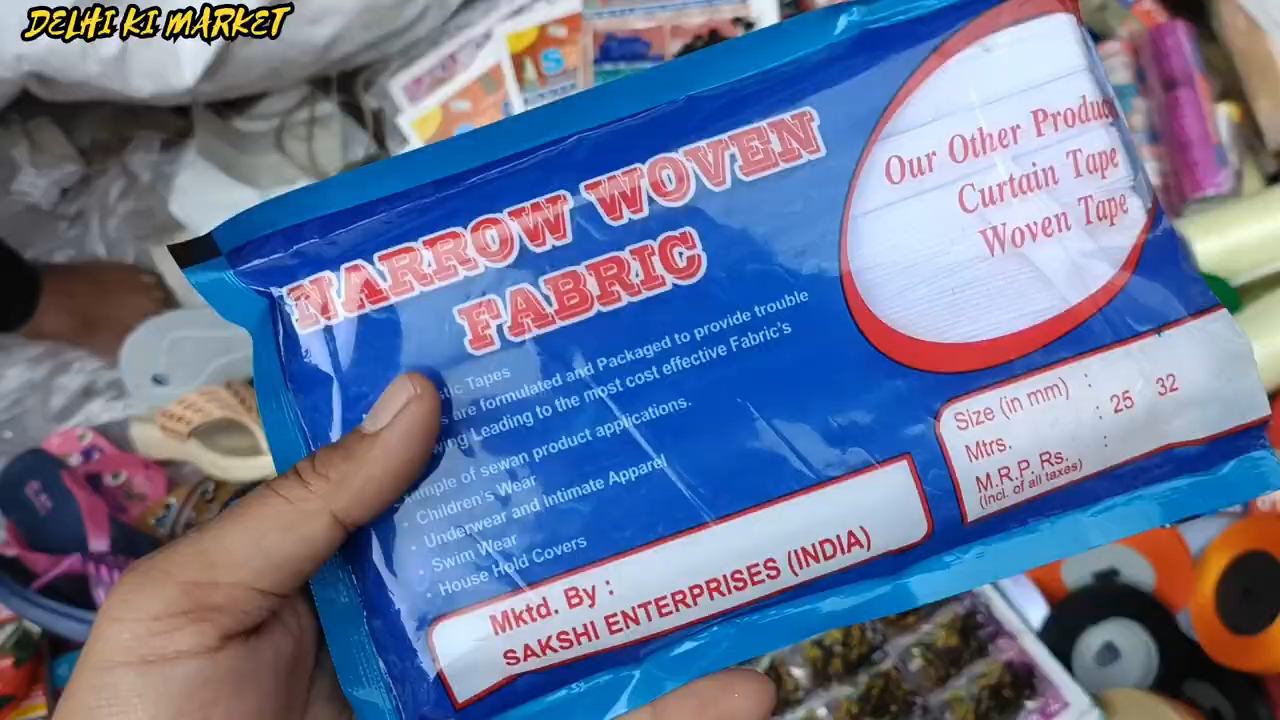 DELHI KI MARKET
NARROW WOVEN
FABRIC
Tapes
are formulated and Packaged to provide trouble
Leading to the most cost effective Fabric's
of sewan product applications.
• Children's Wear
• Underwear and Intimate Apparel
• Swim Wear
• House Hold Covers
Mktd. By :
SAKSHI ENTERPRISES (INDIA)
Our Other
Curtain Tape
Woven Tape
Size (in mm) :
Mtrs. : 25 32
M.R.P. Rs. :
(Incl. of all taxes)